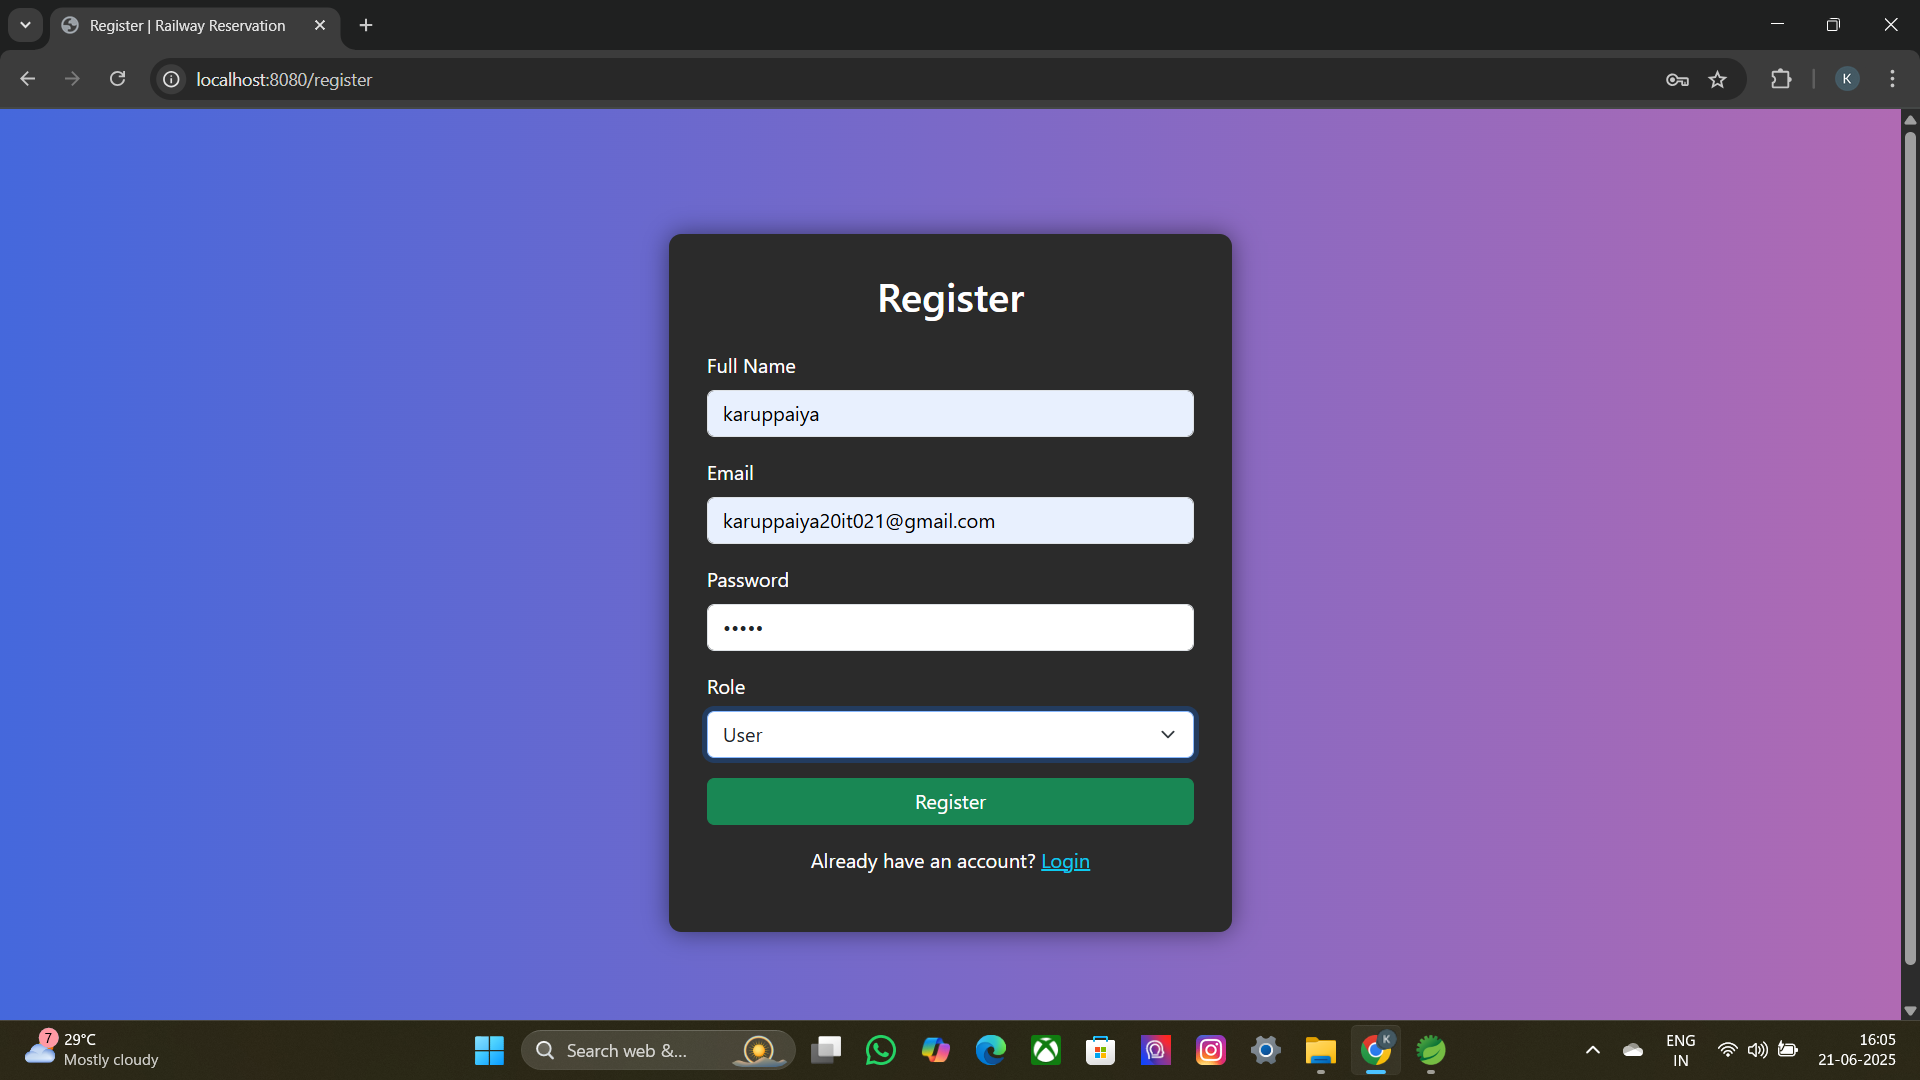 Register | Railway Reservation
localhost:8080/register
K
Register
Full Name
karuppaiya
Email
karuppaiya20it021@gmail.com
Password
•••••
Role
User
Register
Already have an account? Login
7
29°C
Mostly cloudy
Search web &...
K
ENG
IN
16:05
21-06-2025